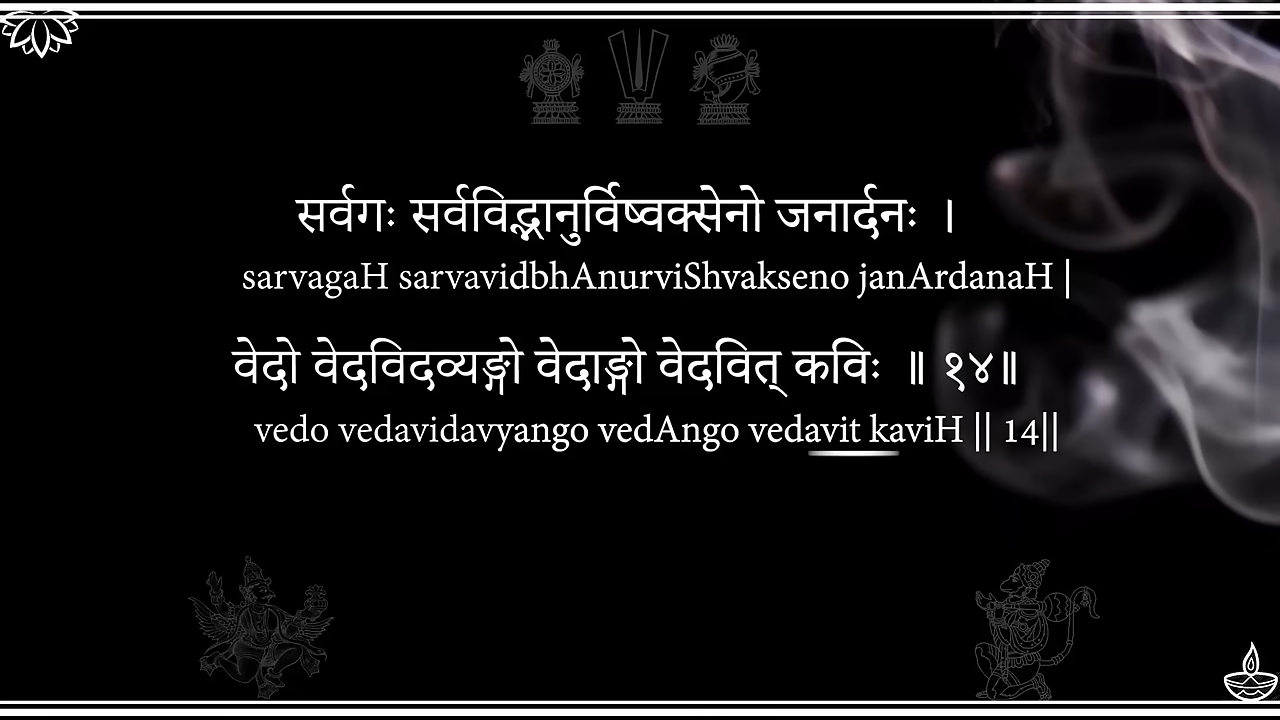 सर्वगः सर्वविद्भानुर्विष्वक्सेनो जनार्दनः ।
sarvagaH sarvavidbhAnurviShvakseno janArdanaH |
वेदो वेदविदव्यङ्गो वेदाङ्गो वेदवित् कविः ॥ १४॥
vedo vedavidavyango vedAngo vedavit kaviH || 14||